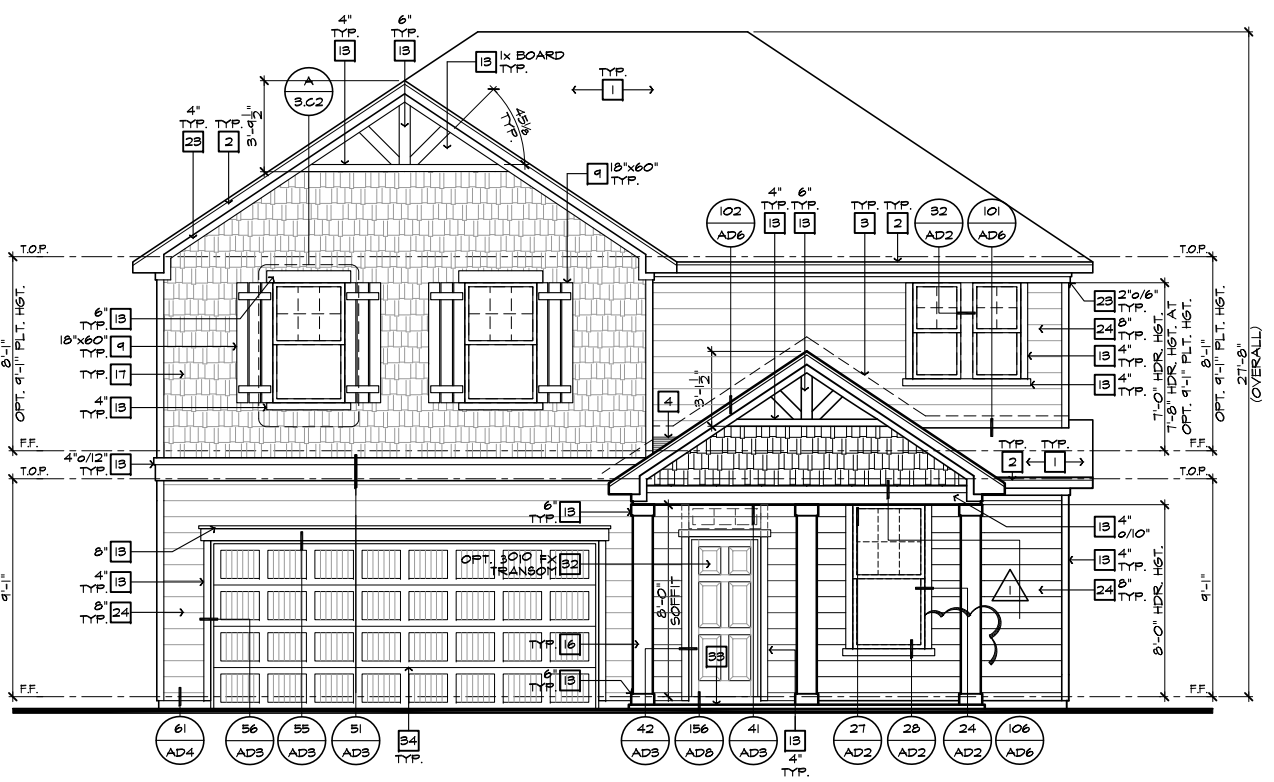 4"
TYP.
13
6"
TYP.
13
13
1x BOARD
TYP.
TYP.
1
A
3.C2
4"
TYP.
23
TYP.
2
3'-9½"
45/8
TYP.
9
18"x60"
TYP.
102
AD6
4"
TYP.
13
6"
TYP.
13
TYP.
3
TYP.
2
32
AD2
101
AD6
T.O.P.
T.O.P.
8'-1"
OPT. 9'-1" PLT. HGT.
6"
TYP.
13
18"x60"
TYP.
9
TYP.
17
4"
TYP.
13
23
2"o/6"
TYP.
24
8"
TYP.
13
4"
TYP.
13
4"
TYP.
7'-0" HDR. HGT.
7'-8" HDR. HGT. AT
OPT. 9'-1" PLT. HGT.
8'-1"
OPT. 9'-1" PLT. HGT.
27'-8"
(OVERALL)
3'-1½"
4
F.F.
F.F.
TYP.
2
TYP.
1
4"o/12"
TYP.
13
T.O.P.
T.O.P.
6"
TYP.
13
13
4"
o/10"
8"
13
4"
TYP.
13
8"
TYP.
24
9'-1"
OPT. 3010 FX
TRANSOM
32
8'-0"
SOFFIT
13
4"
TYP.
24
8"
TYP.
1
8'-0" HDR. HGT.
9'-1"
TYP.
16
33
6"
TYP.
13
F.F.
F.F.
61
AD4
56
AD3
55
AD3
51
AD3
34
TYP.
42
AD3
156
AD8
41
AD3
13
4"
TYP.
27
AD2
28
AD2
24
AD2
106
AD6